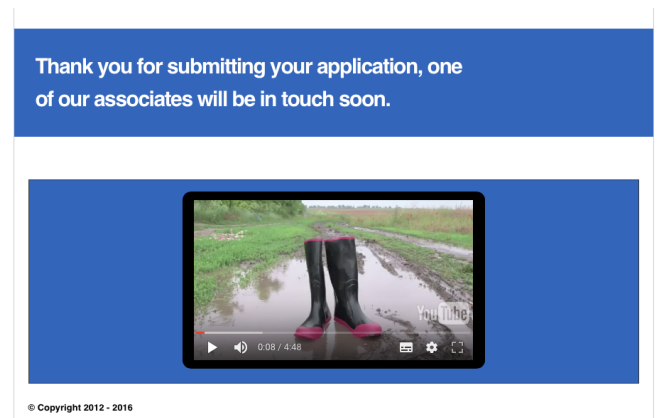 Thank you for submitting your application, one
of our associates will be in touch soon.
YouTube
0:08 / 4:48
© Copyright 2012 - 2016